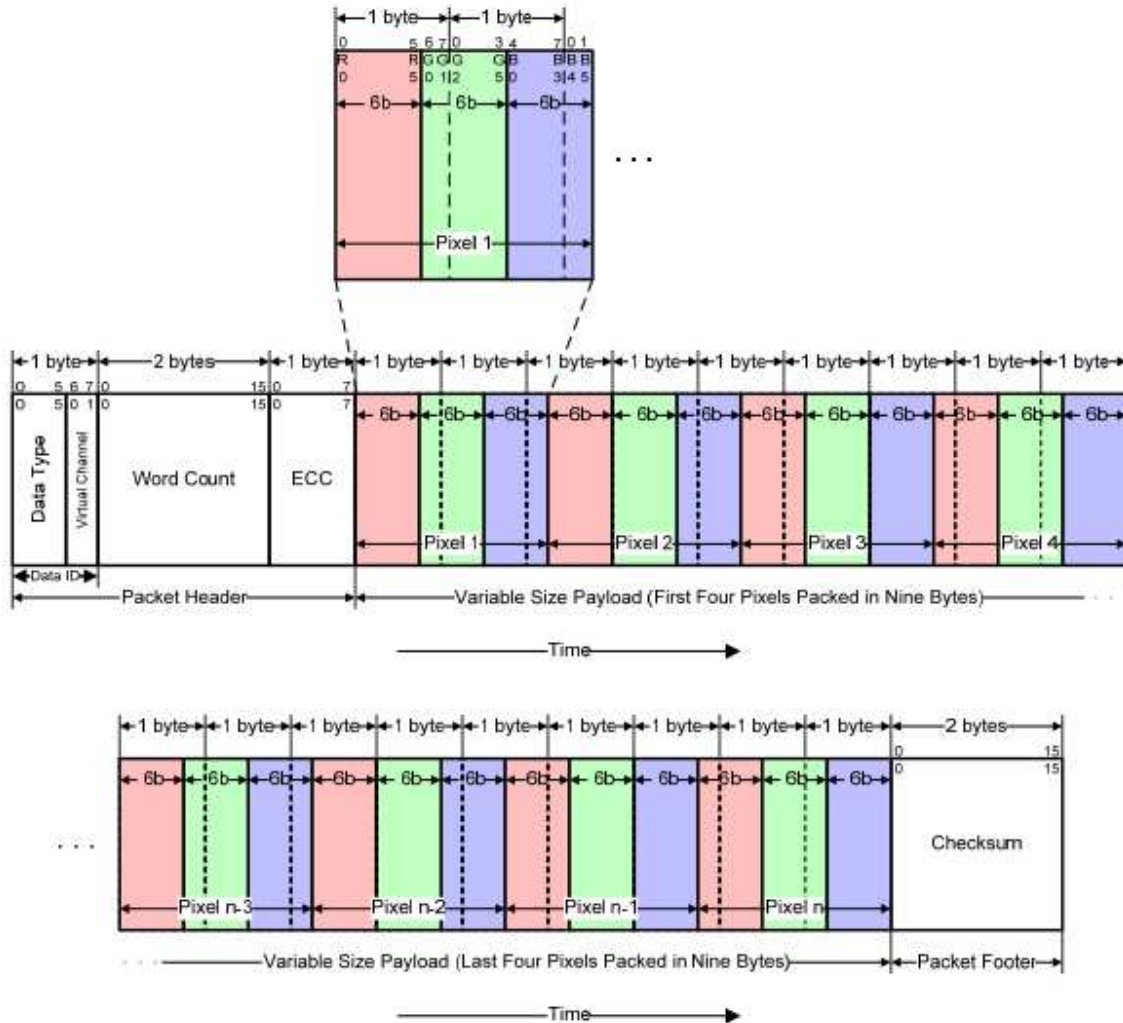 1 byte 1 byte
0 5 6 7 0 3 4 7 0 1
R R G G G G B B B B
0 5 0 1 2 5 0 3 4 5
6b 6b 6b
. . .
Pixel 1
1 byte 2 bytes 1 byte 1 byte 1 byte 1 byte 1 byte 1 byte 1 byte 1 byte 1 byte 1 byte
0 5 6 7 0 15 0 7
0 5 0 1 0 15 0 7
6b 6b 6b 6b 6b 6b 6b 6b 6b 6b 6b 6b
Data Type
Virtual Channel
Word Count
ECC
Pixel 1 Pixel 2 Pixel 3 Pixel 4
Data ID
Packet Header Variable Size Payload (First Four Pixels Packed in Nine Bytes) . . .
Time
1 byte 1 byte 1 byte 1 byte 1 byte 1 byte 1 byte 1 byte 1 byte 2 bytes
0 15
0 15
6b 6b 6b 6b 6b 6b 6b 6b 6b 6b 6b 6b
. . .
Checksum
Pixel n-3 Pixel n-2 Pixel n-1 Pixel n
. . . Variable Size Payload (Last Four Pixels Packed in Nine Bytes) Packet Footer
Time